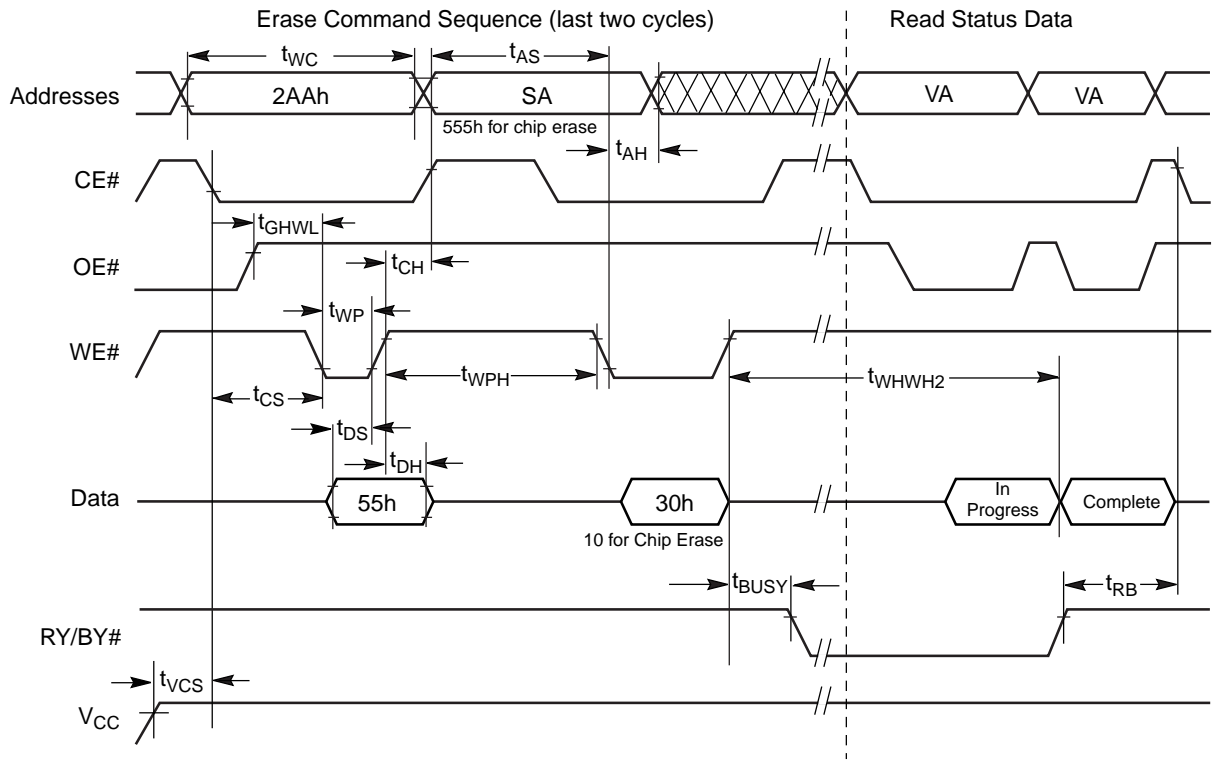 Erase Command Sequence (last two cycles)
Read Status Data
tWC
tAS
Addresses
2AAh
SA
VA
VA
555h for chip erase
tAH
CE#
tGHWL
OE#
tCH
tWP
WE#
tWPH
tWHWH2
tCS
tDS
tDH
Data
55h
30h
In
Progress
Complete
10 for Chip Erase
tBUSY
tRB
RY/BY#
tVCS
VCC